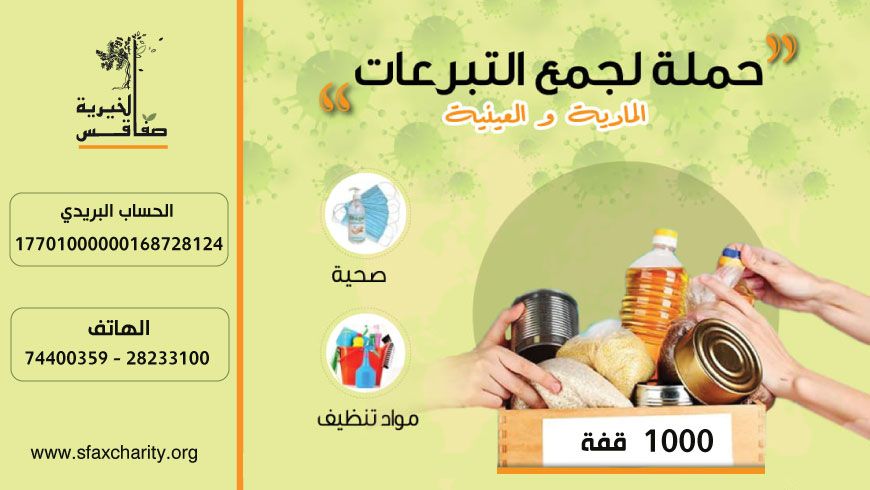 ”حملة لجمع التبرعات“
المادية و العينية
صحية
مواد تنظيف
1000 قفة
الخيرية
صفاقس
الحساب البريدي
17701000000168728124
الهاتف
74400359 - 28233100
www.sfaxcharity.org